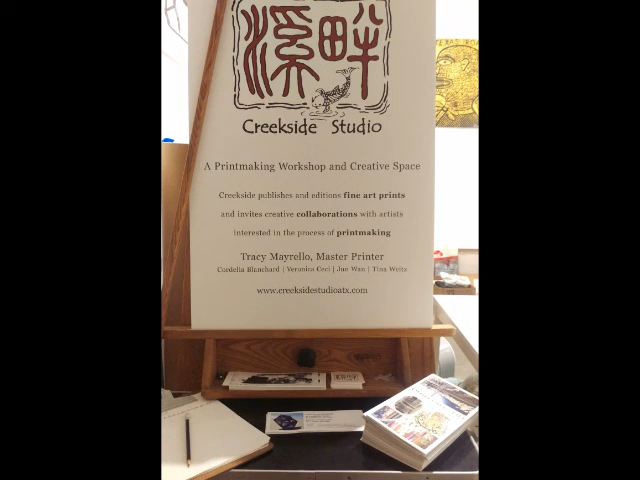 溪畔
Creekside Studio
A Printmaking Workshop and Creative Space
Creekside publishes and editions fine art prints
and invites creative collaborations with artists
interested in the process of printmaking
Tracy Mayrello, Master Printer
Cordelia Blanchard | Veronica Ceci | Jun Wan | Tina Weitz
www.creeksidestudioatx.com